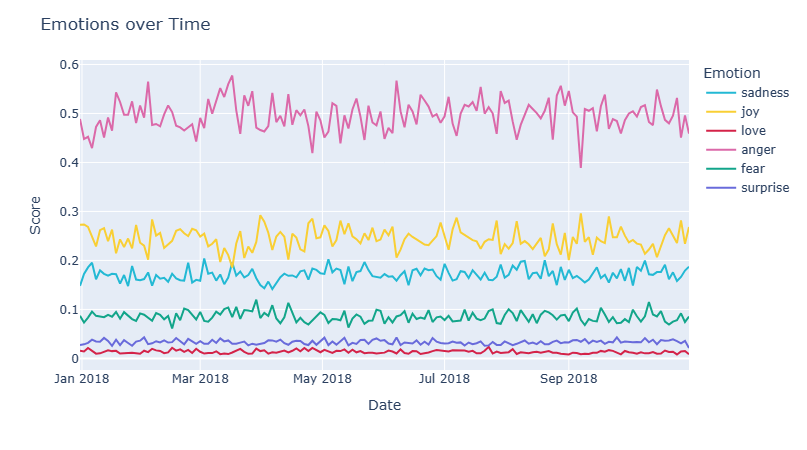 Emotions over Time
0.6
0.5
0.4
0.3
0.2
0.1
0
Score
Jan 2018 Mar 2018 May 2018 Jul 2018 Sep 2018
Date
Emotion
sadness
joy
love
anger
fear
surprise